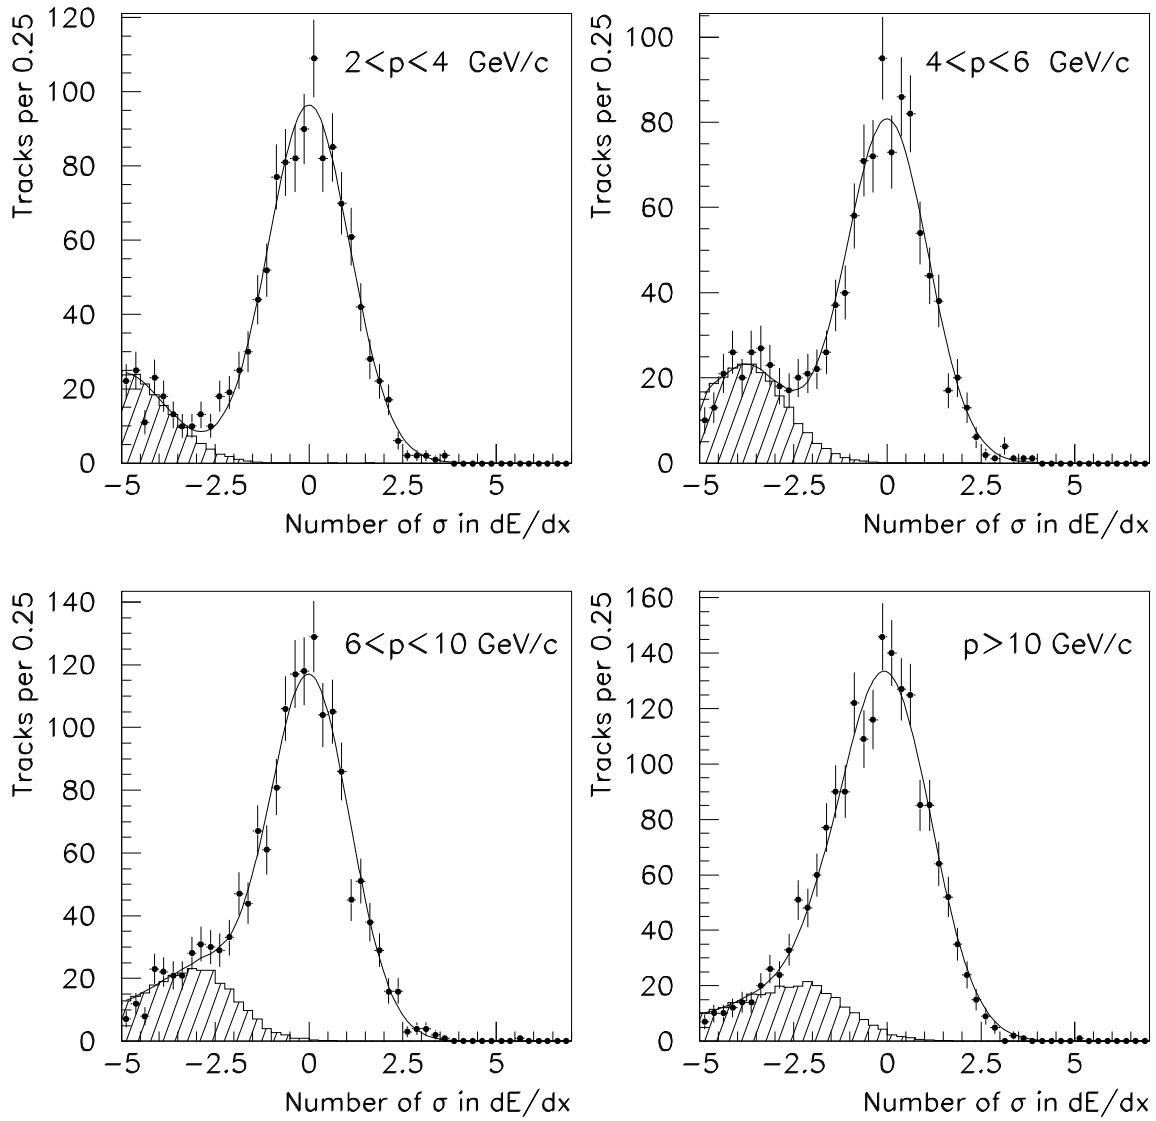 Tracks per 0.25
120
100
80
60
40
20
0
2<p<4 GeV/c
−5 −2.5 0 2.5 5
Number of σ in dE/dx
Tracks per 0.25
100
80
60
40
20
0
4<p<6 GeV/c
−5 −2.5 0 2.5 5
Number of σ in dE/dx
Tracks per 0.25
140
120
100
80
60
40
20
0
6<p<10 GeV/c
−5 −2.5 0 2.5 5
Number of σ in dE/dx
Tracks per 0.25
160
140
120
100
80
60
40
20
0
p>10 GeV/c
−5 −2.5 0 2.5 5
Number of σ in dE/dx